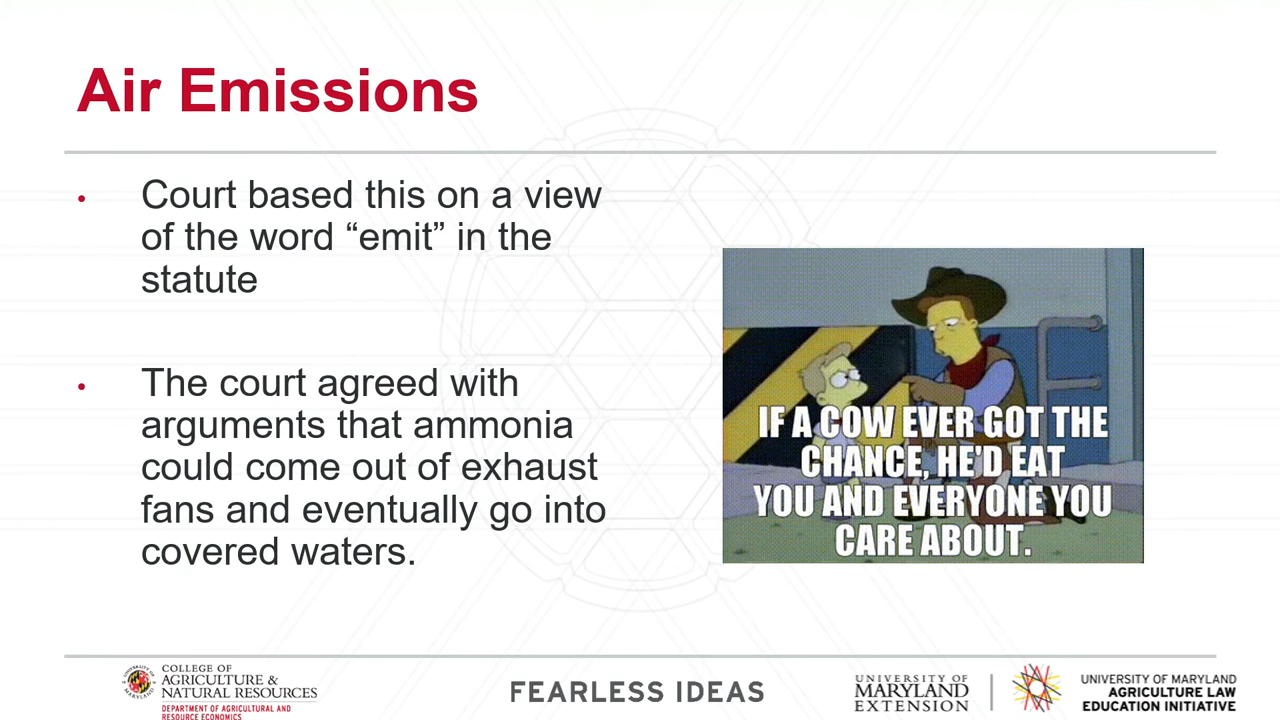 Air Emissions
• Court based this on a view
of the word “emit” in the
statute
• The court agreed with
arguments that ammonia
could come out of exhaust
fans and eventually go into
covered waters.
IF A COW EVER GOT THE
CHANCE, HE'D EAT
YOU AND EVERYONE YOU
CARE ABOUT.
COLLEGE OF
AGRICULTURE &
NATURAL RESOURCES
DEPARTMENT OF AGRICULTURAL AND
RESOURCE ECONOMICS
FEARLESS IDEAS
UNIVERSITY OF
MARYLAND
EXTENSION
UNIVERSITY OF MARYLAND
AGRICULTURE LAW
EDUCATION INITIATIVE